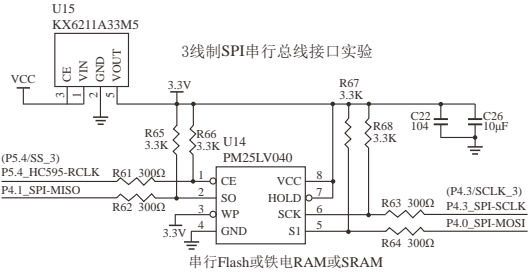 U15
KX6211A33M5
3线制SPI串行总线接口实验
VCC
CE
VIN
GND
VOUT
3
1
2
5
3.3V
R67
3.3K
R65
3.3K
R66
3.3K
U14
PM25LV040
R68
3.3K
C22
104
C26
10μF
(P5.4/SS_3)
P5.4_HC595-RCLK
R61 300Ω
1
CE
VCC
8
P4.1_SPI-MISO
R62 300Ω
2
SO
HOLD
7
(P4.3/SCLK_3)
3
WP
SCK
6
R63 300Ω
P4.3_SPI-SCLK
3.3V
4
GND
S1
5
R64 300Ω
P4.0_SPI-MOSI
串行Flash或铁电RAM或SRAM